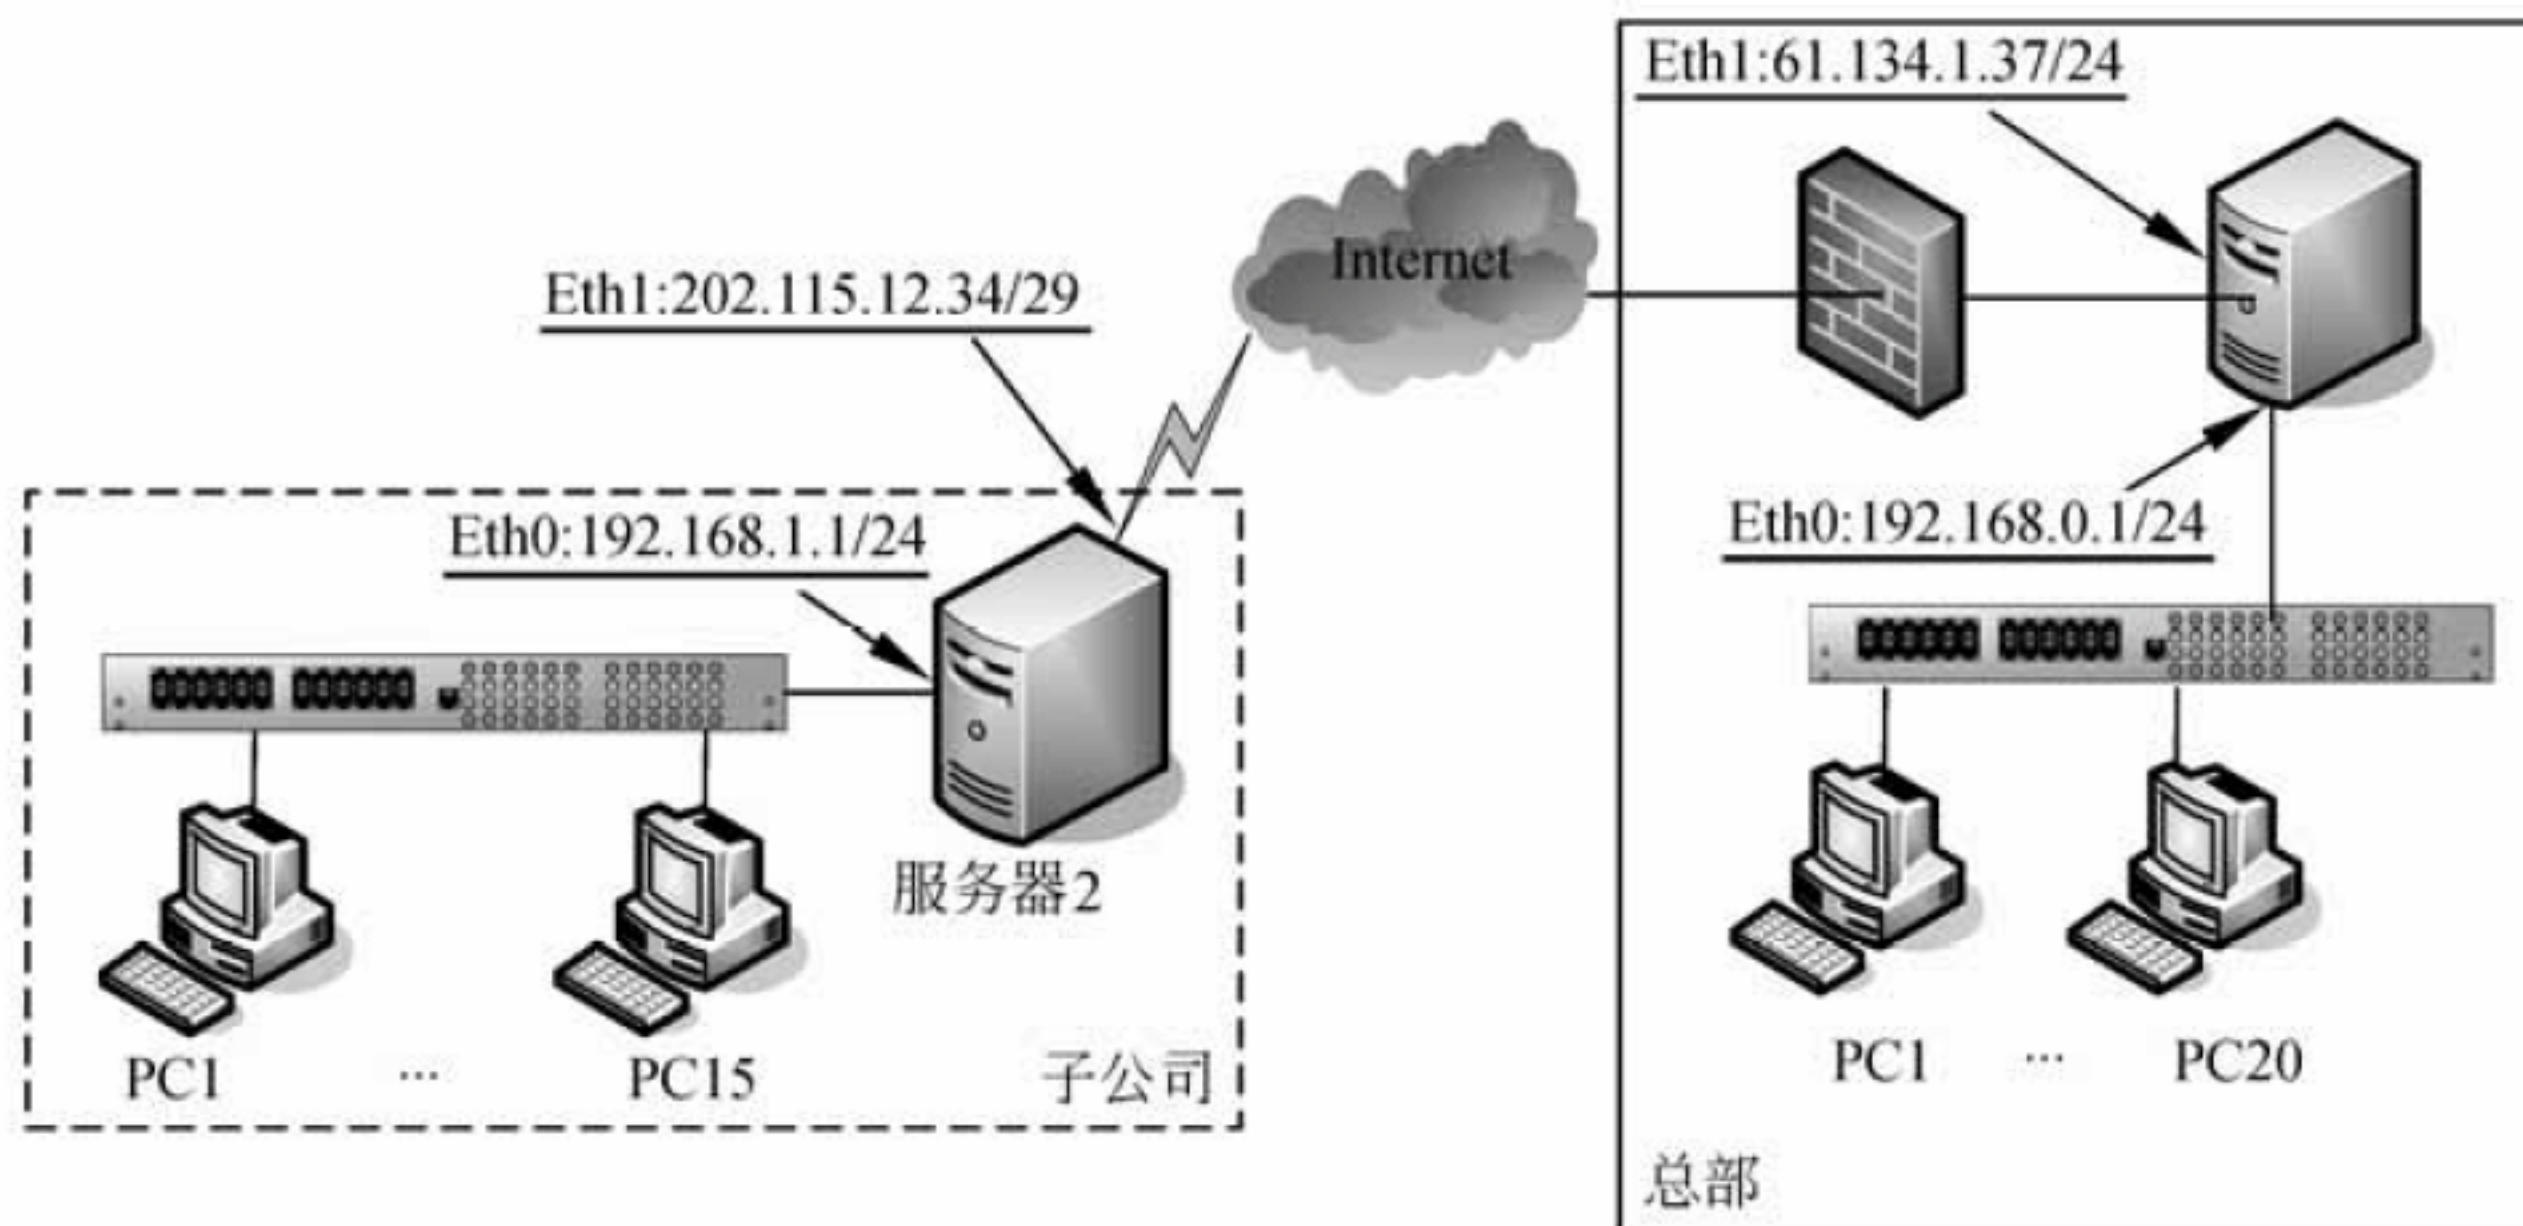 Eth1:61.134.1.37/24
Internet
Eth1:202.115.12.34/29
Eth0:192.168.1.1/24
Eth0:192.168.0.1/24
服务器2
PC1 ... PC15
子公司
PC1 ... PC20
总部